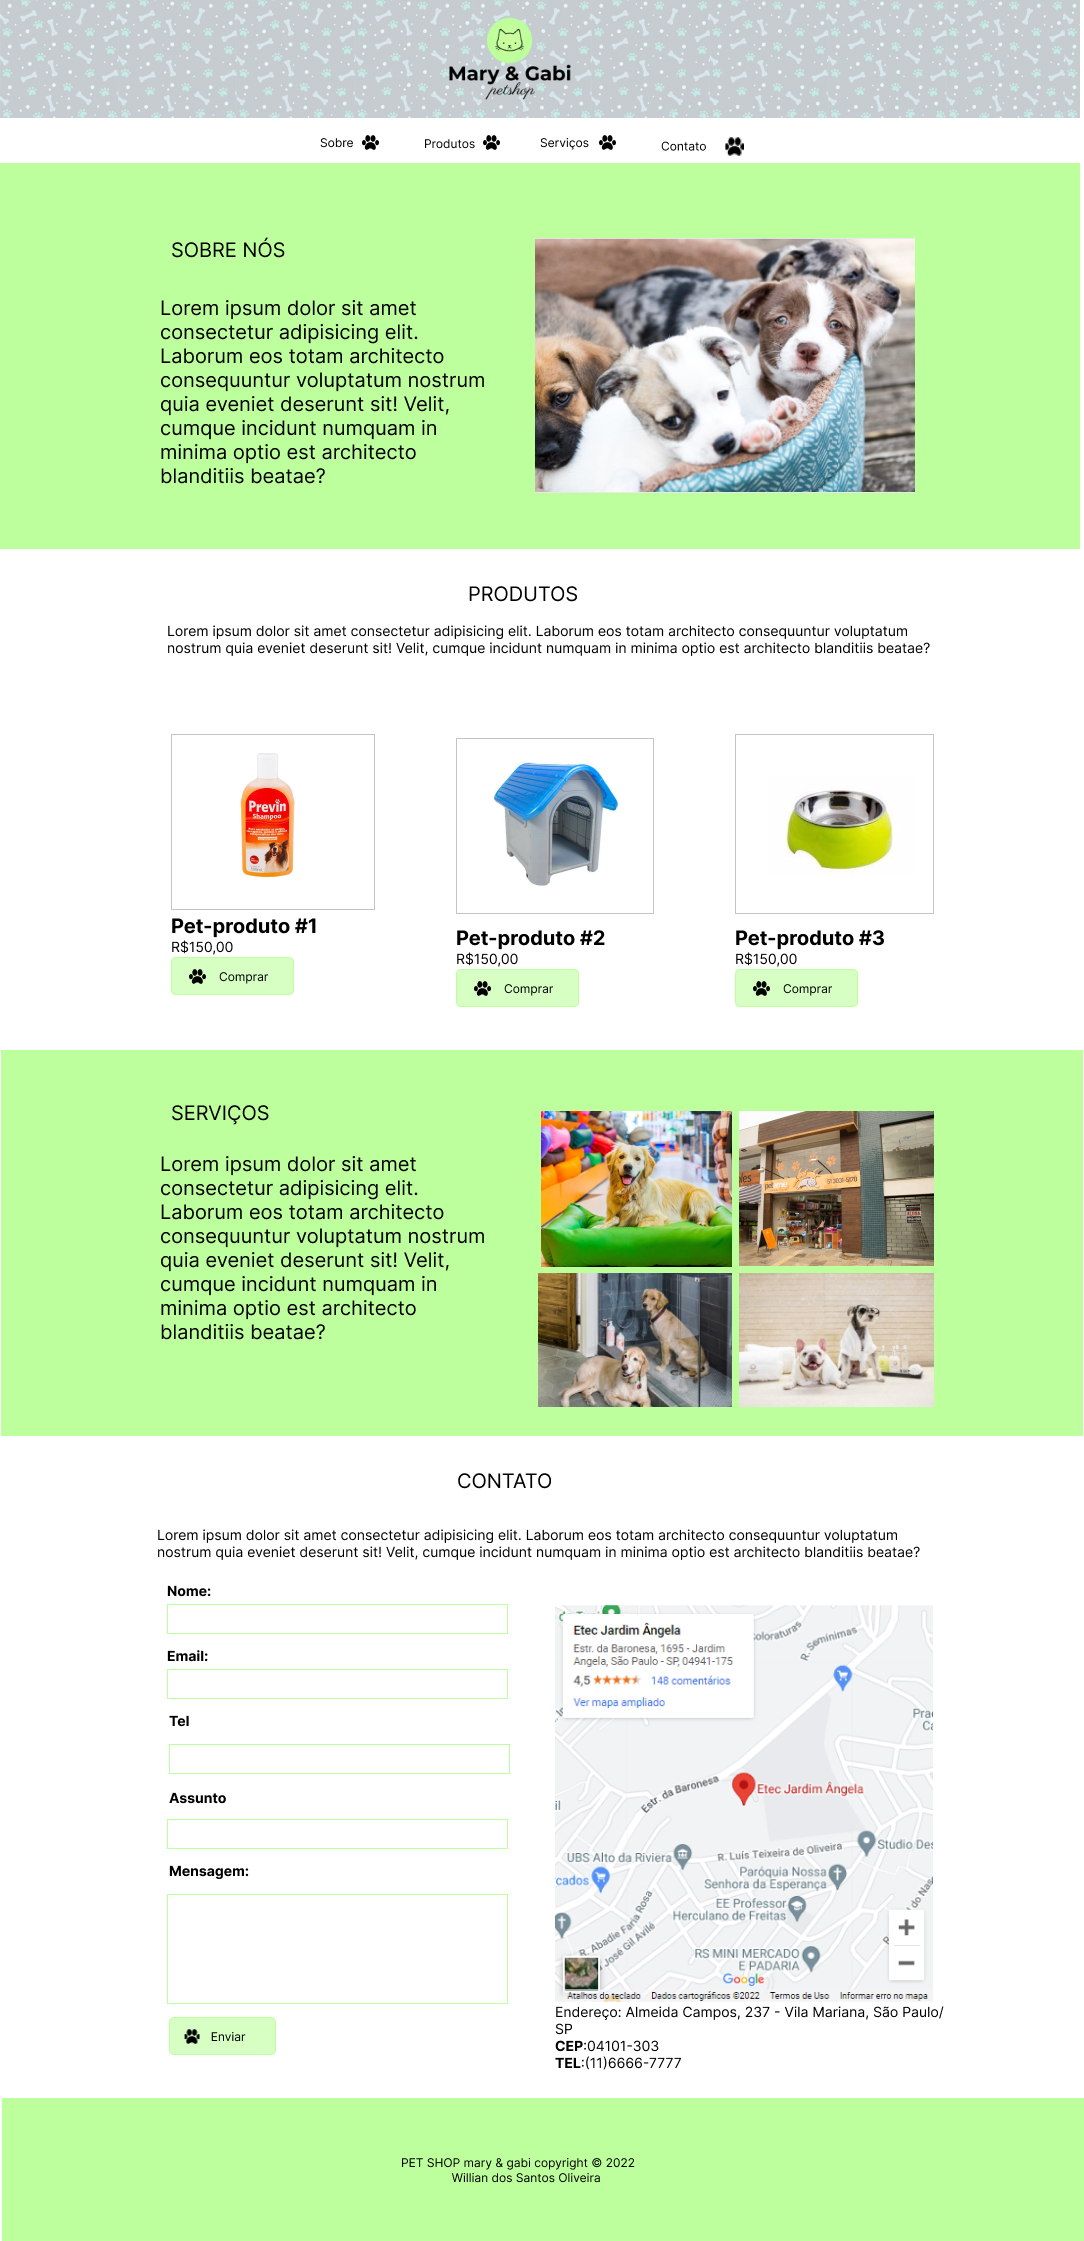 Mary & Gabi
petshop
Sobre
Produtos
Serviços
Contato
SOBRE NÓS
Lorem ipsum dolor sit amet
consectetur adipisicing elit.
Laborum eos totam architecto
consequuntur voluptatum nostrum
quia eveniet deserunt sit! Velit,
cumque incidunt numquam in
minima optio est architecto
blanditiis beatae?
PRODUTOS
Lorem ipsum dolor sit amet consectetur adipisicing elit. Laborum eos totam architecto consequuntur voluptatum
nostrum quia eveniet deserunt sit! Velit, cumque incidunt numquam in minima optio est architecto blanditiis beatae?
Previn
Shampoo
Pet-produto #1
R$150,00
Comprar
Pet-produto #2
R$150,00
Comprar
Pet-produto #3
R$150,00
Comprar
SERVIÇOS
Lorem ipsum dolor sit amet
consectetur adipisicing elit.
Laborum eos totam architecto
consequuntur voluptatum nostrum
quia eveniet deserunt sit! Velit,
cumque incidunt numquam in
minima optio est architecto
blanditiis beatae?
CONTATO
Lorem ipsum dolor sit amet consectetur adipisicing elit. Laborum eos totam architecto consequuntur voluptatum
nostrum quia eveniet deserunt sit! Velit, cumque incidunt numquam in minima optio est architecto blanditiis beatae?
Nome:
Email:
Tel
Assunto
Mensagem:
Enviar
Etec Jardim Ângela
Estr. da Baronesa, 1695 - Jardim
Angela, São Paulo - SP, 04941-175
4,5 148 comentários
Ver mapa ampliado
coloraturas
R. Seminimas
Estr. da Baronesa
Etec Jardim Ângela
R. Luís Teixeira de Oliveira
Studio Des
UBS Alto da Riviera
cados
Paróquia Nossa
Senhora da Esperança
EE Professor
Herculano de Freitas
R. Abadie Faria Rosa
José Gil Avilé
RS MINI MERCADO
E PADARIA
Google
Atalhos do teclado
Dados cartográficos ©2022
Termos de Uso
Informar erro no mapa
Endereço: Almeida Campos, 237 - Vila Mariana, São Paulo/
SP
CEP:04101-303
TEL:(11)6666-7777
PET SHOP mary & gabi copyright © 2022
Willian dos Santos Oliveira